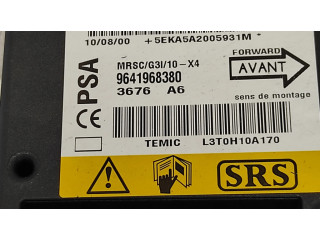 10/08/00 +5EKA5A2005931M*
FORWARD
MRSC/G3I/10-X4
AVANT
PSA
9641968380
3676 A6
sens de montage
CE
TEMIC L3T0H10A170
SRS